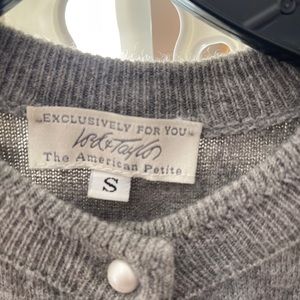 EXCLUSIVELY FOR YOU
Lord & Taylor
The American Petite
S